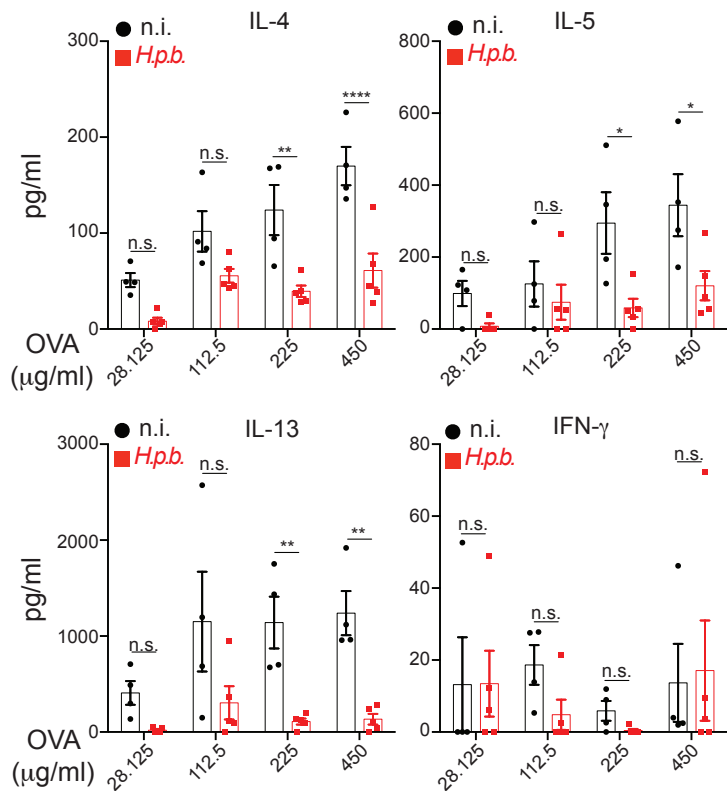 IL-4
n.i.
H.p.b.
pg/ml
300
200
100
0
n.s.
n.s.
**
****
OVA
(μg/ml)
28.125
112.5
225
450
IL-5
n.i.
H.p.b.
800
600
400
200
0
n.s.
n.s.
*
*
28.125
112.5
225
450
IL-13
n.i.
H.p.b.
pg/ml
3000
2000
1000
0
n.s.
n.s.
**
**
OVA
(μg/ml)
28.125
112.5
225
450
IFN-γ
n.i.
H.p.b.
80
60
40
20
0
n.s.
n.s.
n.s.
n.s.
28.125
112.5
225
450